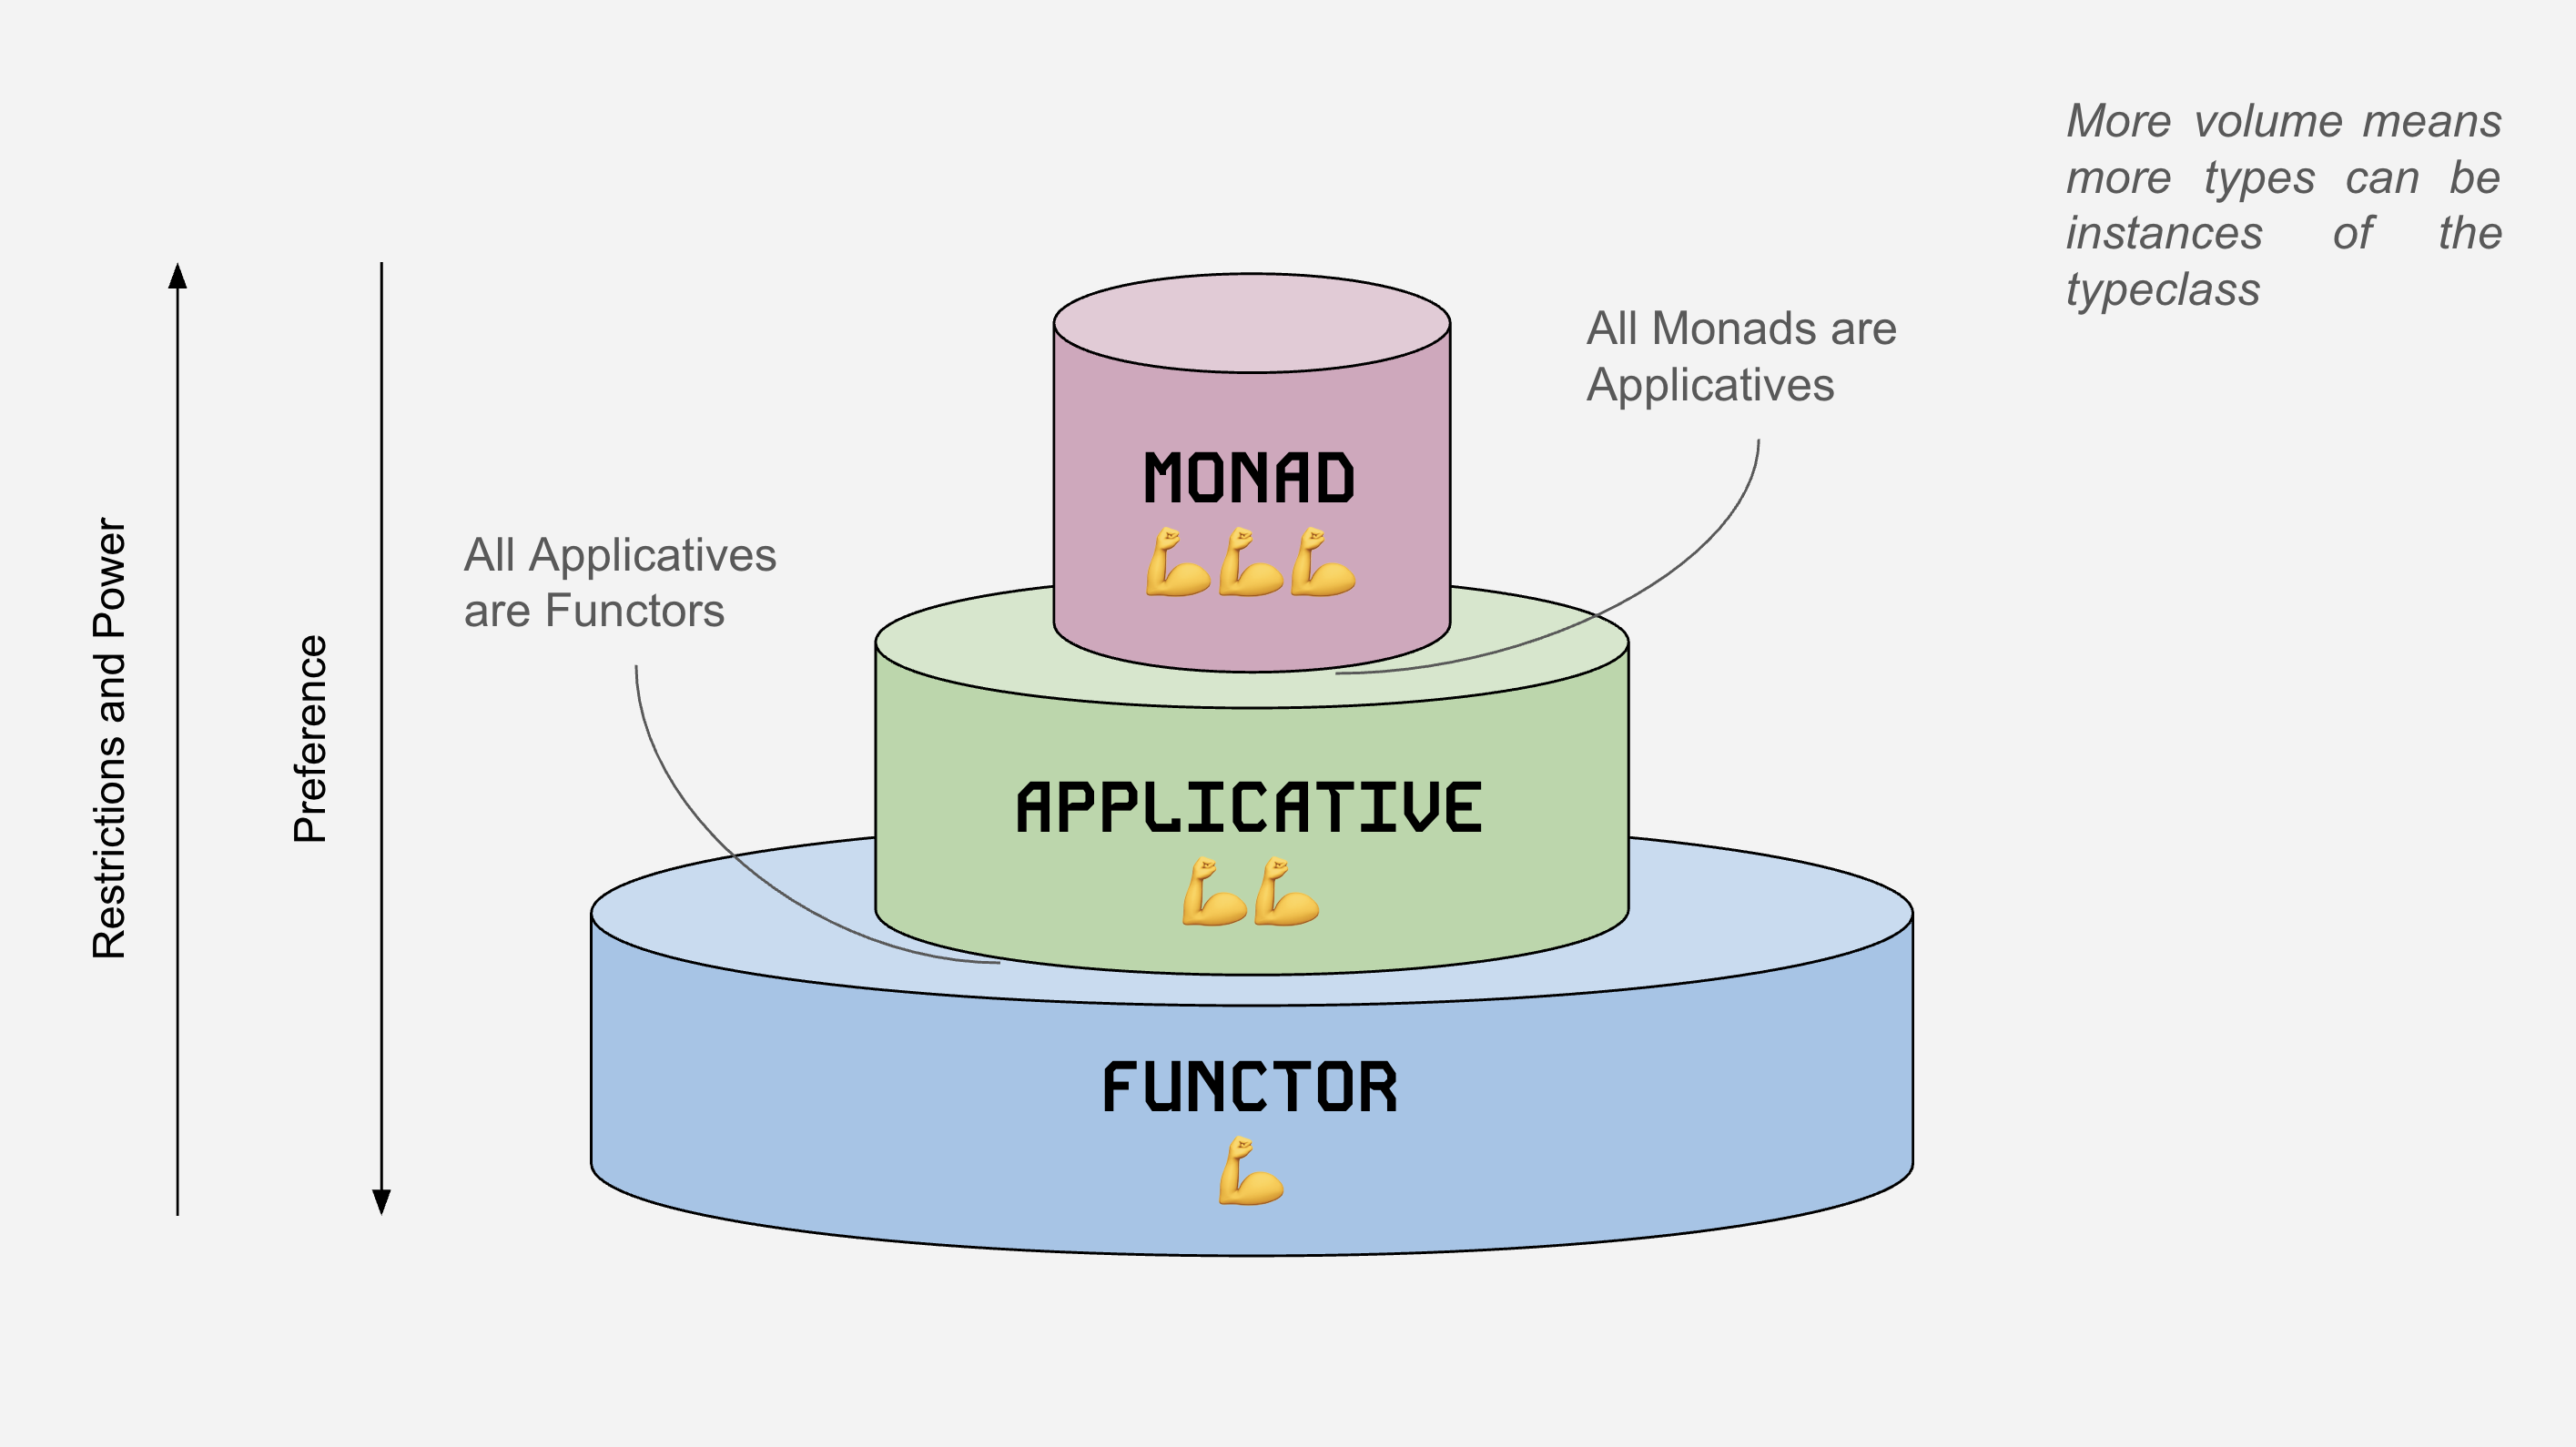 More volume means
more types can be
instances of the
typeclass
All Monads are
Applicatives
MONAD
💪💪💪
All Applicatives
are Functors
Restrictions and Power
Preference
APPLICATIVE
💪💪
FUNCTOR
💪